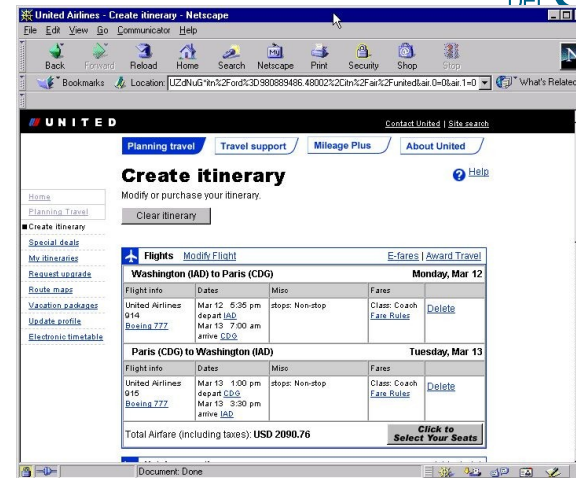 United Airlines - Create itinerary - Netscape
File Edit View Go Communicator Help
Back Forward Reload Home Search Netscape Print Security Shop Stop
Bookmarks Location: UZdNuG*itn%2Ford%3D980889486.48002%2Citn%2Fair%2Funited&air.0=0&air.1=0 What's Related
UNITED
Contact United | Site search
Planning travel Travel support Mileage Plus About United
Create itinerary
Help
Modify or purchase your itinerary.
Clear itinerary
Home
Planning Travel
Create itinerary
Special deals
My itineraries
Request upgrade
Route maps
Vacation packages
Update profile
Electronic timetable
Flights Modify Flight E-fares | Award Travel
Washington (IAD) to Paris (CDG) Monday, Mar 12
Flight info Dates Misc Fares
United Airlines Mar 12 5:35 pm stops: Non-stop Class: Coach Delete
914 depart IAD Fare Rules
Boeing 777 Mar 13 7:00 am
arrive CDG
Paris (CDG) to Washington (IAD) Tuesday, Mar 13
Flight info Dates Misc Fares
United Airlines Mar 13 1:00 pm stops: Non-stop Class: Coach Delete
915 depart CDG Fare Rules
Boeing 777 Mar 13 3:30 pm
arrive IAD
Total Airfare (including taxes): USD 2090.76
Click to
Select Your Seats
Document: Done